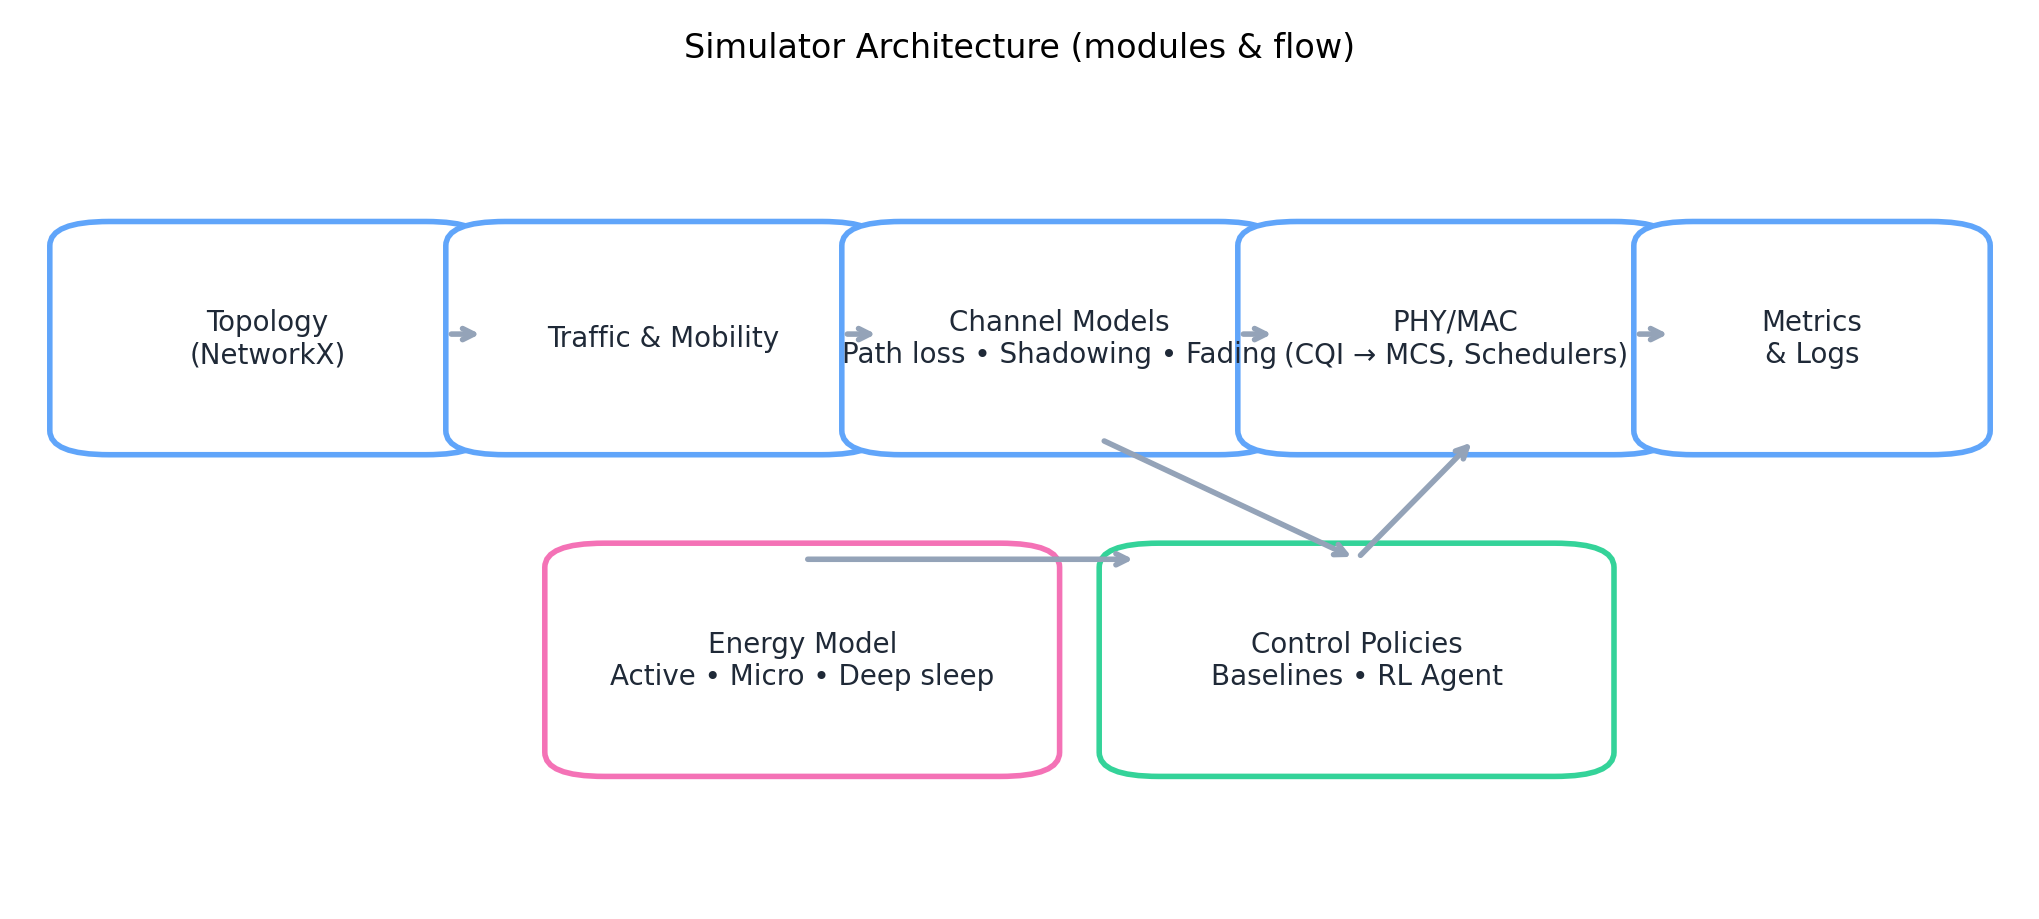 Simulator Architecture (modules & flow)
Topology
(NetworkX)
Traffic & Mobility
Channel Models
Path loss • Shadowing • Fading
PHY/MAC
(CQI → MCS, Schedulers)
Metrics
& Logs
Energy Model
Active • Micro • Deep sleep
Control Policies
Baselines • RL Agent